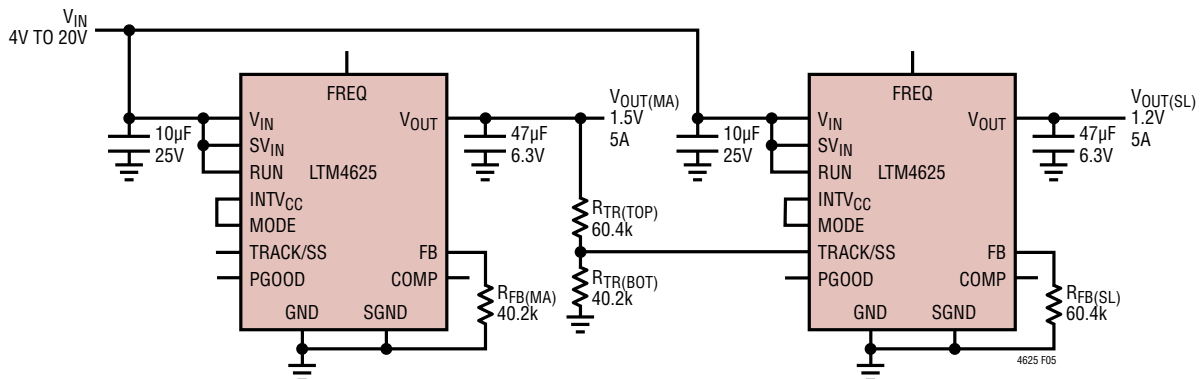 VIN
4V TO 20V
FREQ
VIN
SVIN
RUN
LTM4625
INTVCC
MODE
TRACK/SS
PGOOD
VOUT
FB
COMP
GND
SGND
10µF
25V
47µF
6.3V
VOUT(MA)
1.5V
5A
RTR(TOP)
60.4k
RTR(BOT)
40.2k
RFB(MA)
40.2k
10µF
25V
FREQ
VIN
SVIN
RUN
LTM4625
INTVCC
MODE
TRACK/SS
PGOOD
VOUT
FB
COMP
GND
SGND
47µF
6.3V
VOUT(SL)
1.2V
5A
RFB(SL)
60.4k
4625 F05